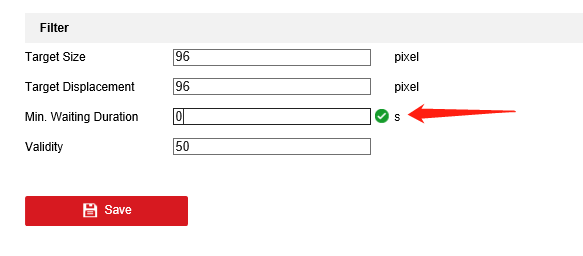 Filter
Target Size 96 pixel
Target Displacement 96 pixel
Min. Waiting Duration 0 s
Validity 50
Save